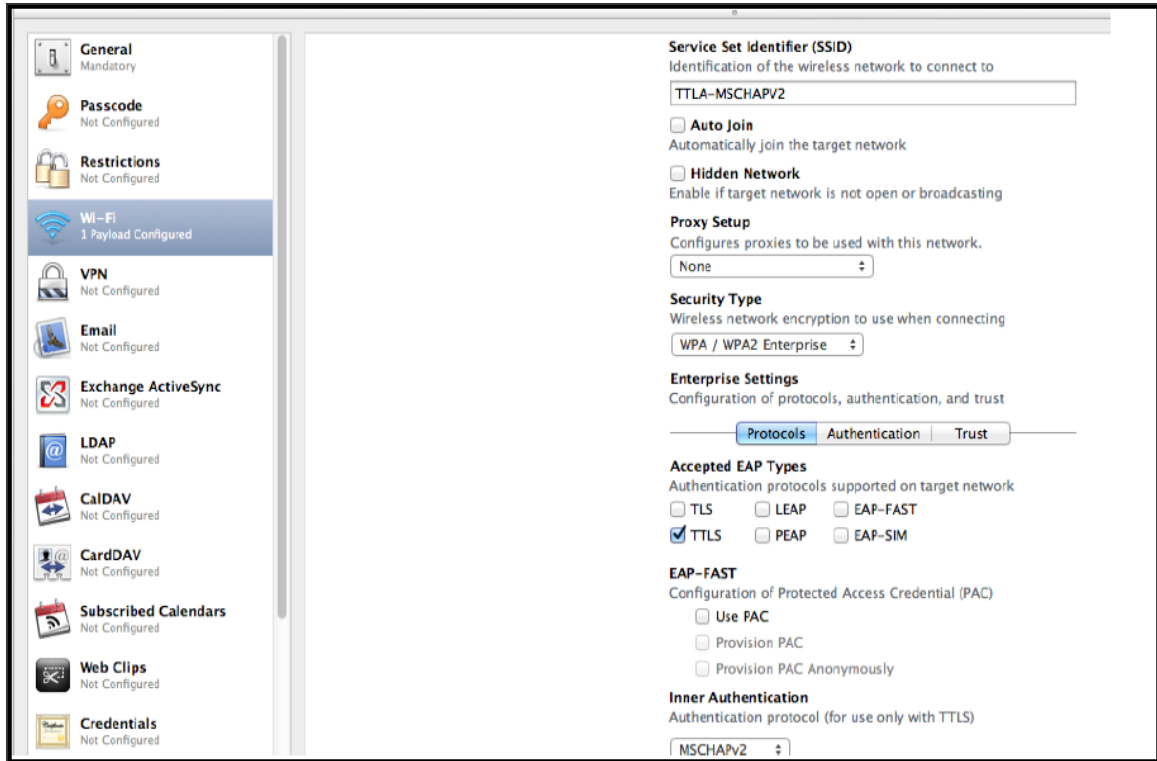 General
Mandatory
Passcode
Not Configured
Restrictions
Not Configured
Wi-Fi
1 Payload Configured
VPN
Not Configured
Email
Not Configured
Exchange ActiveSync
Not Configured
LDAP
Not Configured
CalDAV
Not Configured
CardDAV
Not Configured
Subscribed Calendars
Not Configured
Web Clips
Not Configured
Credentials
Not Configured
Service Set Identifier (SSID)
Identification of the wireless network to connect to
TTLA-MSCHAPV2
Auto Join
Automatically join the target network
Hidden Network
Enable if target network is not open or broadcasting
Proxy Setup
Configures proxies to be used with this network.
None
Security Type
Wireless network encryption to use when connecting
WPA / WPA2 Enterprise
Enterprise Settings
Configuration of protocols, authentication, and trust
Protocols Authentication Trust
Accepted EAP Types
Authentication protocols supported on target network
TLS LEAP EAP-FAST
TTLS PEAP EAP-SIM
EAP-FAST
Configuration of Protected Access Credential (PAC)
Use PAC
Provision PAC
Provision PAC Anonymously
Inner Authentication
Authentication protocol (for use only with TTLS)
MSCHAPv2